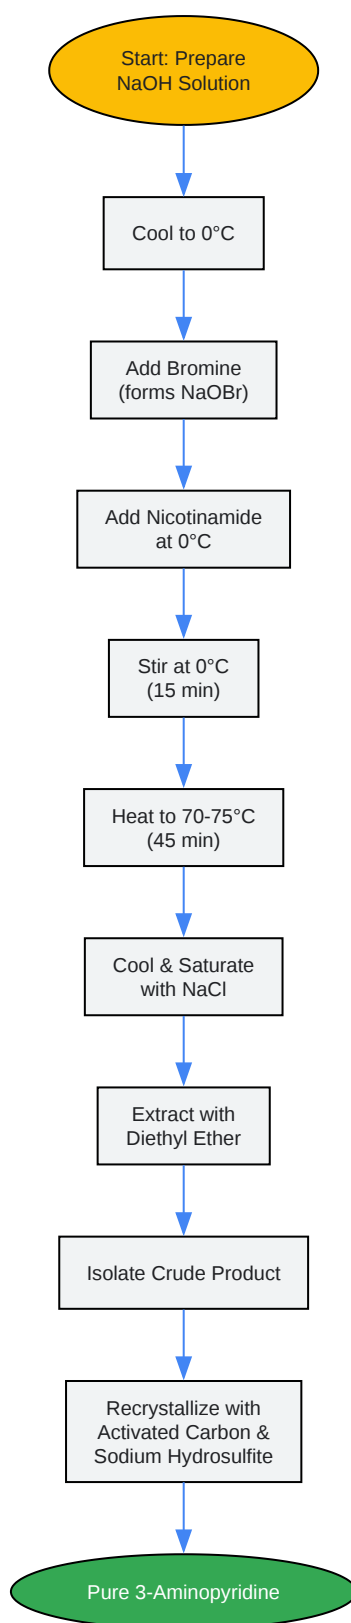 Start: Prepare
NaOH Solution
Cool to 0°C
Add Bromine
(forms NaOBr)
Add Nicotinamide
at 0°C
Stir at 0°C
(15 min)
Heat to 70-75°C
(45 min)
Cool & Saturate
with NaCl
Extract with
Diethyl Ether
Isolate Crude Product
Recrystallize with
Activated Carbon &
Sodium Hydrosulfite
Pure 3-Aminopyridine